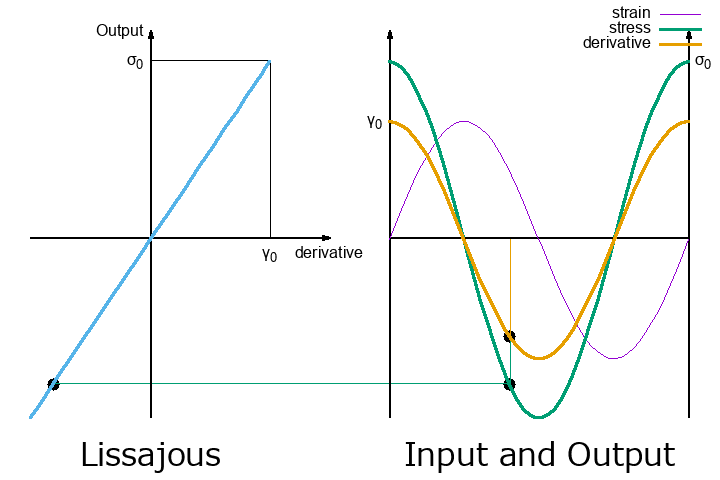 Output
σ0
γ0
derivative
Lissajous
strain
stress
derivative
σ0
γ0
Input and Output